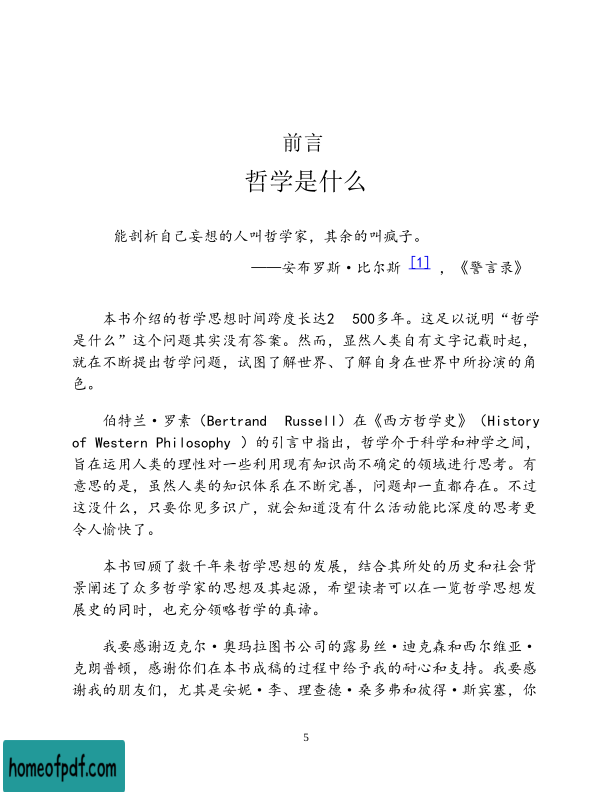 前言
哲学是什么
能剖析自己妄想的人叫哲学家，其余的叫疯子。
——安布罗斯·比尔斯 [1] ，《警言录》
本书介绍的哲学思想时间跨度长达2 500多年。这足以说明“哲学
是什么”这个问题其实没有答案。然而，显然人类自有文字记载时起，
就在不断提出哲学问题，试图了解世界、了解自身在世界中所扮演的角
色。
伯特兰·罗素（Bertrand Russell）在《西方哲学史》（History
of Western Philosophy ）的引言中指出，哲学介于科学和神学之间，
旨在运用人类的理性对一些利用现有知识尚不确定的领域进行思考。有
意思的是，虽然人类的知识体系在不断完善，问题却一直都存在。不过
这没什么，只要你见多识广，就会知道没有什么活动能比深度的思考更
令人愉快了。
本书回顾了数千年来哲学思想的发展，结合其所处的历史和社会背
景阐述了众多哲学家的思想及其起源，希望读者可以在一览哲学思想发
展史的同时，也充分领略哲学的真谛。
我要感谢迈克尔·奥玛拉图书公司的露易丝·迪克森和西尔维亚·
克朗普顿，感谢你们在本书成稿的过程中给予我的耐心和支持。我要感
谢我的朋友们，尤其是安妮·李、理查德·桑多弗和彼得·斯宾塞，你
5
homeofpdf.com